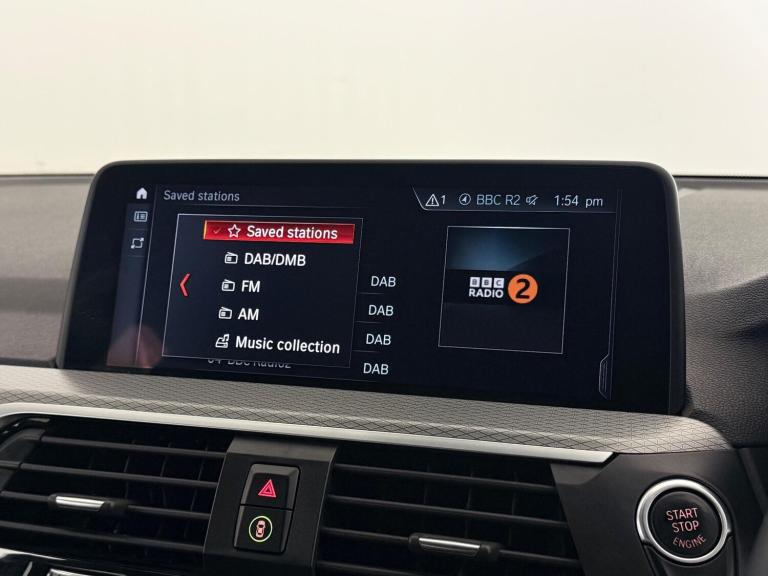 Saved stations
1 BBC R2 1:54 pm
Saved stations
DAB/DMB
FM
AM
Music collection
DAB
DAB
DAB
DAB
BBC
RADIO 2
START
STOP
ENGINE